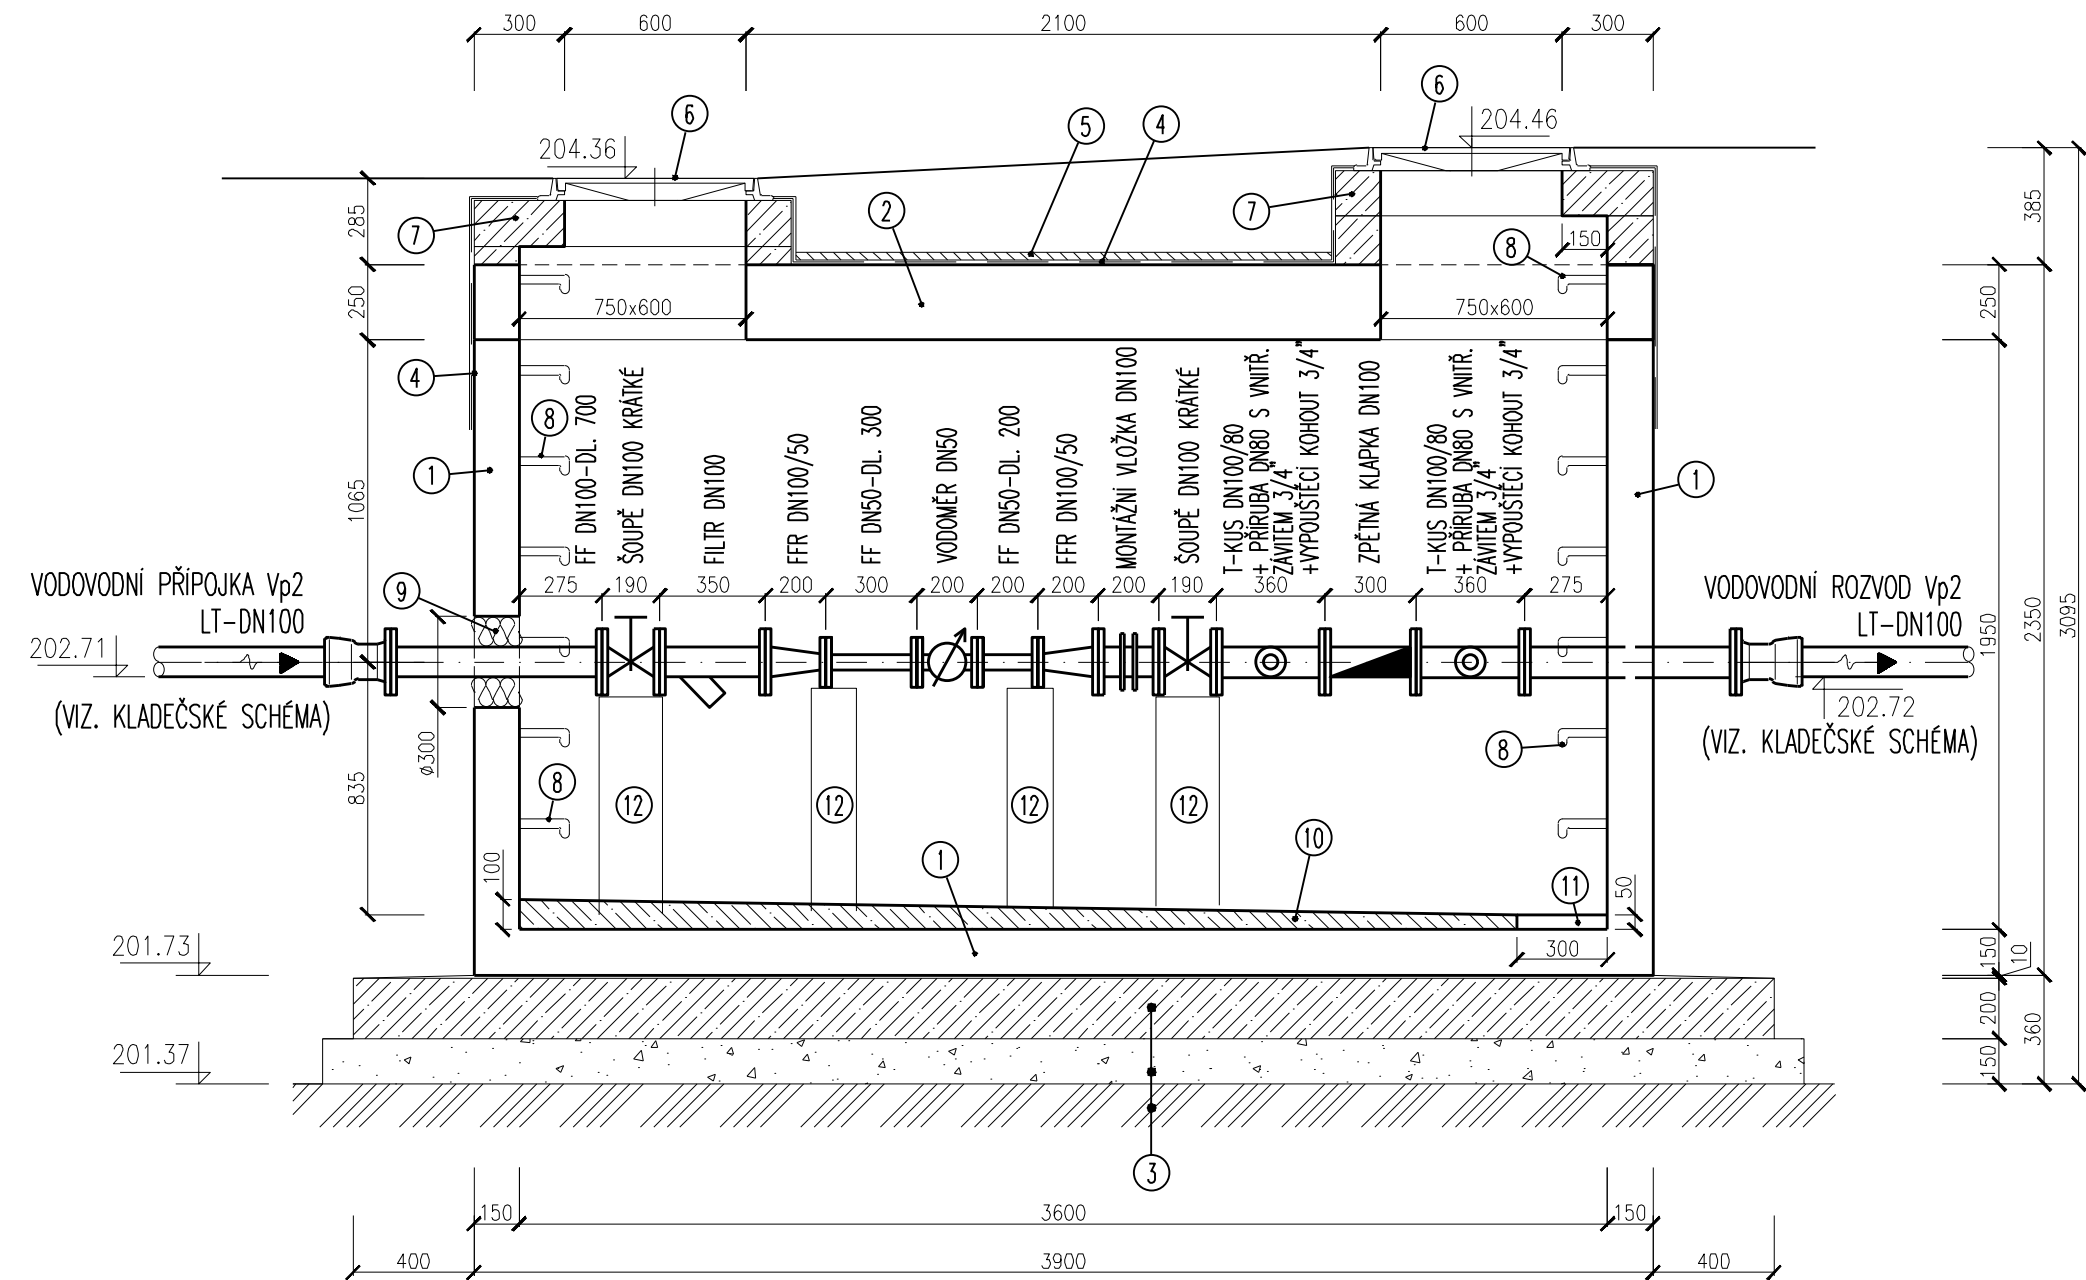 300 600 2100 600 300
6
6
204.46
204.36
5 4
2
7
7
8
150
285
385
250
250
750x600
750x600
4
8
1
1
1065
FF DN100-DL. 700
ŠOUPĚ DN100 KRÁTKÉ
FILTR DN100
FFR DN100/50
FF DN50-DL. 300
VODOMĚR DN50
FF DN50-DL. 200
FFR DN100/50
MONTÁŽNÍ VLOŽKA DN100
ŠOUPĚ DN100 KRÁTKÉ
T-KUS DN100/80
+ PŘÍRUBA DN80 S VNITŘ.
ZÁVITEM 3/4"
+VYPOUŠTĚCÍ KOHOUT 3/4"
ZPĚTNÁ KLAPKA DN100
T-KUS DN100/80
+ PŘÍRUBA DN80 S VNITŘ.
ZÁVITEM 3/4"
+VYPOUŠTĚCÍ KOHOUT 3/4"
275 190 350 200 300 200 200 200 200 190 360 300 360 275
VODOVODNÍ PŘÍPOJKA Vp2
LT-DN100
9
202.71
(VIZ. KLADEČSKÉ SCHÉMA)
VODOVODNÍ ROZVOD Vp2
LT-DN100
202.72
(VIZ. KLADEČSKÉ SCHÉMA)
1950
2350
3095
ø300
835
8
8
12 12 12 12
10
1
11
100
50
300
201.73
150
10
200
360
150
201.37
3
150 3600 150
400 3900 400